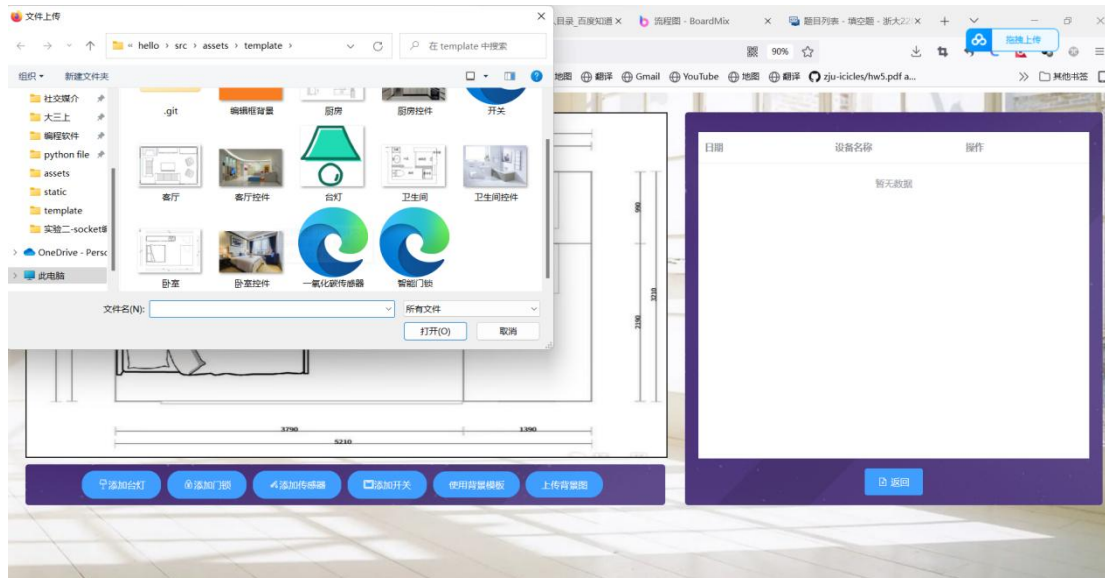 文件上传
目录_百度知道
流程图 - BoardMix
题目列表 - 填空题 - 浙大22
« hello › src › assets › template ›
在 template 中搜索
90%
拖拽上传
组织
新建文件夹
地图
翻译
Gmail
YouTube
地图
翻译
zju-icicles/hw5.pdf a...
其他书签
社交媒介
大三上
编程软件
python file
assets
static
template
实验二-socket编
OneDrive - Persc
此电脑
.git
编辑框背景
厨房
厨房控件
开关
客厅
客厅控件
台灯
卫生间
卫生间控件
卧室
卧室控件
一氧化碳传感器
智能门锁
文件名(N):
所有文件
打开(O)
取消
日期
设备名称
操作
暂无数据
990
3210
2190
3790
1390
5210
添加台灯
添加门锁
添加传感器
添加开关
使用背景模板
上传背景图
返回